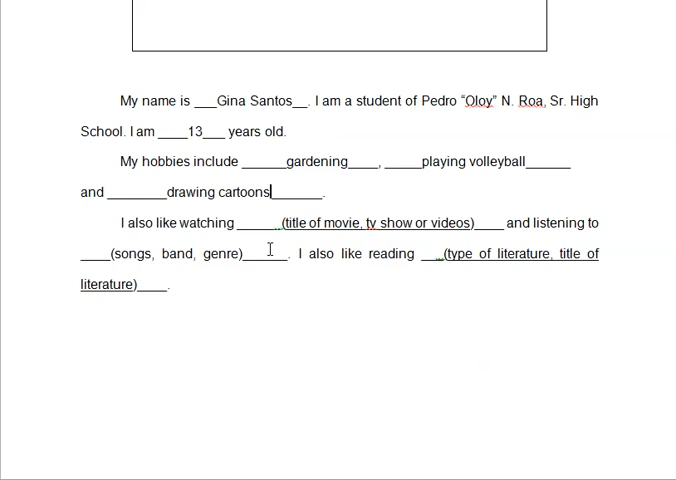 My name is ___Gina Santos__. I am a student of Pedro “Oloy” N. Roa, Sr. High
School. I am ____13___ years old.
My hobbies include ______gardening____, _____playing volleyball______
and ________drawing cartoons_______.
I also like watching ______(title of movie, tv show or videos)____ and listening to
____(songs, band, genre)______. I also like reading ___(type of literature, title of
literature)____.